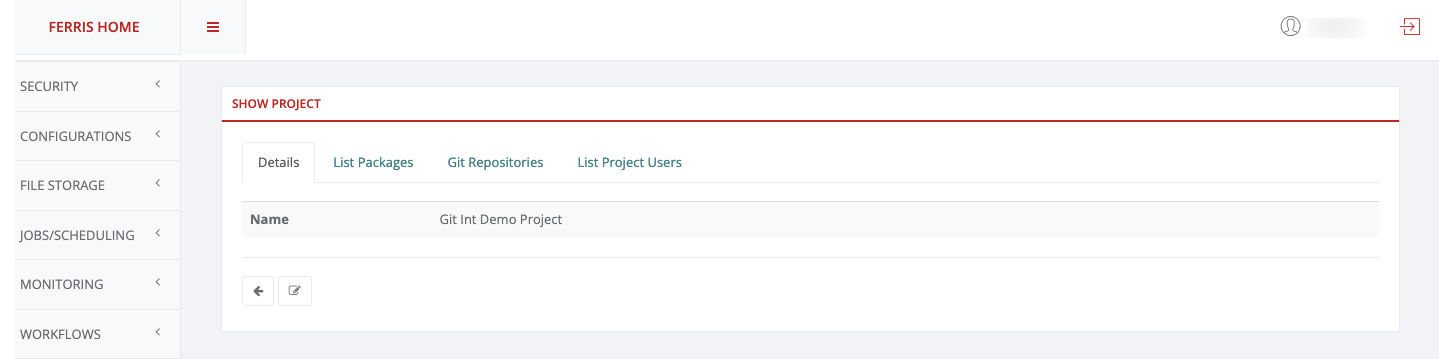 FERRIS HOME
SECURITY
CONFIGURATIONS
FILE STORAGE
JOBS/SCHEDULING
MONITORING
WORKFLOWS
SHOW PROJECT
Details List Packages Git Repositories List Project Users
Name Git Int Demo Project